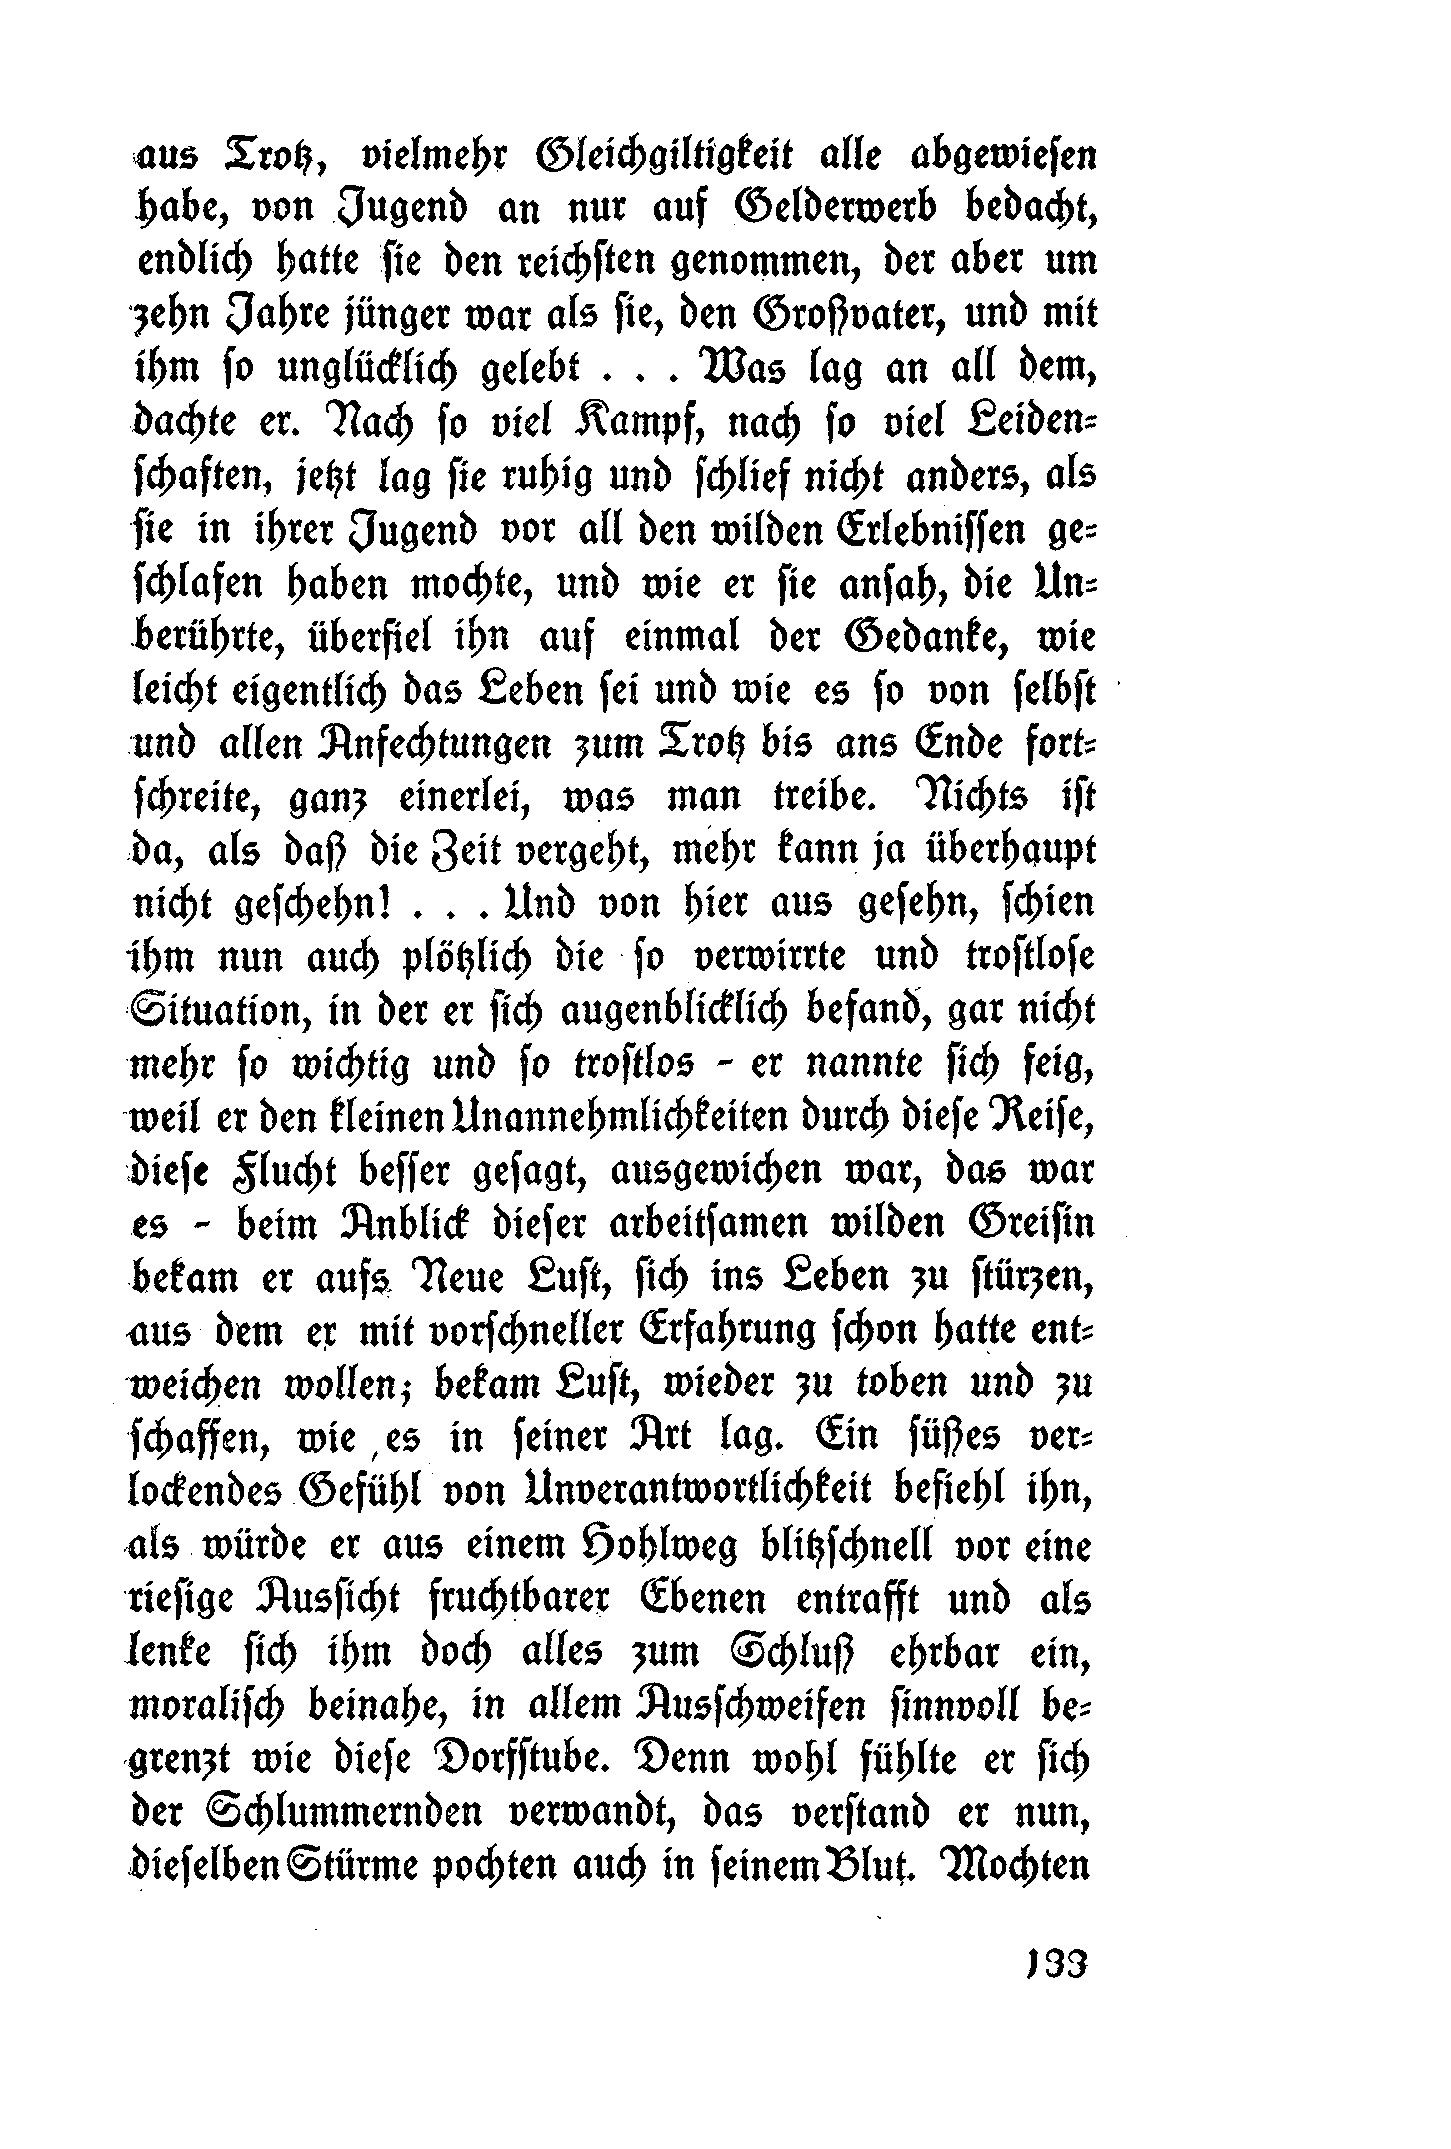 aus Trotz, vielmehr Gleichgiltigkeit alle abgewieſen
habe, von Jugend an nur auf Gelderwerb bedacht,
endlich hatte ſie den reichſten genommen, der aber um
zehn Jahre jünger war als ſie, den Großvater, und mit
ihm ſo unglücklich gelebt . . . Was lag an all dem,
dachte er. Nach ſo viel Kampf, nach ſo viel Leiden⸗
ſchaften, jetzt lag ſie ruhig und ſchlief nicht anders, als
ſie in ihrer Jugend vor all den wilden Erlebniſſen ge⸗
ſchlafen haben mochte, und wie er ſie anſah, die Un⸗
berührte, überfiel ihn auf einmal der Gedanke, wie
leicht eigentlich das Leben ſei und wie es ſo von ſelbſt
und allen Anfechtungen zum Trotz bis ans Ende fort⸗
ſchreite, ganz einerlei, was man treibe. Nichts iſt
da, als daß die Zeit vergeht, mehr kann ja überhaupt
nicht geſchehn! . . . Und von hier aus geſehn, ſchien
ihm nun auch plötzlich die ſo verwirrte und troſtloſe
Situation, in der er ſich augenblicklich befand, gar nicht
mehr ſo wichtig und ſo troſtlos - er nannte ſich feig,
weil er den kleinen Unannehmlichkeiten durch dieſe Reiſe,
dieſe Flucht beſſer geſagt, ausgewichen war, das war
es - beim Anblick dieſer arbeitſamen wilden Greiſin
bekam er aufs Neue Luſt, ſich ins Leben zu ſtürzen,
aus dem er mit vorſchneller Erfahrung ſchon hatte ent⸗
weichen wollen; bekam Luſt, wieder zu toben und zu
ſchaffen, wie es in ſeiner Art lag. Ein ſüßes ver⸗
lockendes Gefühl von Unverantwortlichkeit befiehl ihn,
als würde er aus einem Hohlweg blitzſchnell vor eine
rieſige Ausſicht fruchtbarer Ebenen entrafft und als
lenke ſich ihm doch alles zum Schluß ehrbar ein,
moraliſch beinahe, in allem Ausſchweifen ſinnvoll be⸗
grenzt wie dieſe Dorfſtube. Denn wohl fühlte er ſich
der Schlummernden verwandt, das verſtand er nun,
dieſelben Stürme pochten auch in ſeinem Blut. Mochten
133